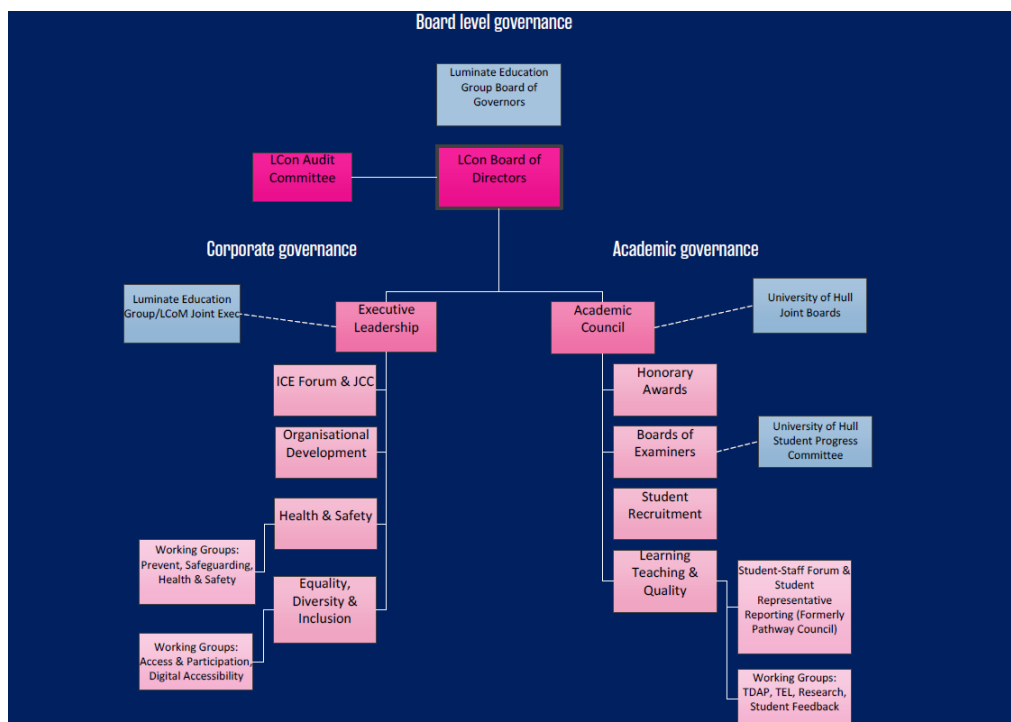 Board level governance
Luminate Education
Group Board of
Governors
LCon Audit
Committee
LCon Board of
Directors
Corporate governance
Academic governance
Luminate Education
Group/LCoM Joint Exec
Executive
Leadership
Academic
Council
University of Hull
Joint Boards
ICE Forum & JCC
Organisational
Development
Health & Safety
Working Groups:
Prevent, Safeguarding,
Health & Safety
Equality,
Diversity &
Inclusion
Working Groups:
Access & Participation,
Digital Accessibility
Honorary
Awards
Boards of
Examiners
University of Hull
Student Progress
Committee
Student
Recruitment
Learning
Teaching &
Quality
Student-Staff Forum &
Student
Representative
Reporting (Formerly
Pathway Council)
Working Groups:
TDAP, TEL, Research,
Student Feedback